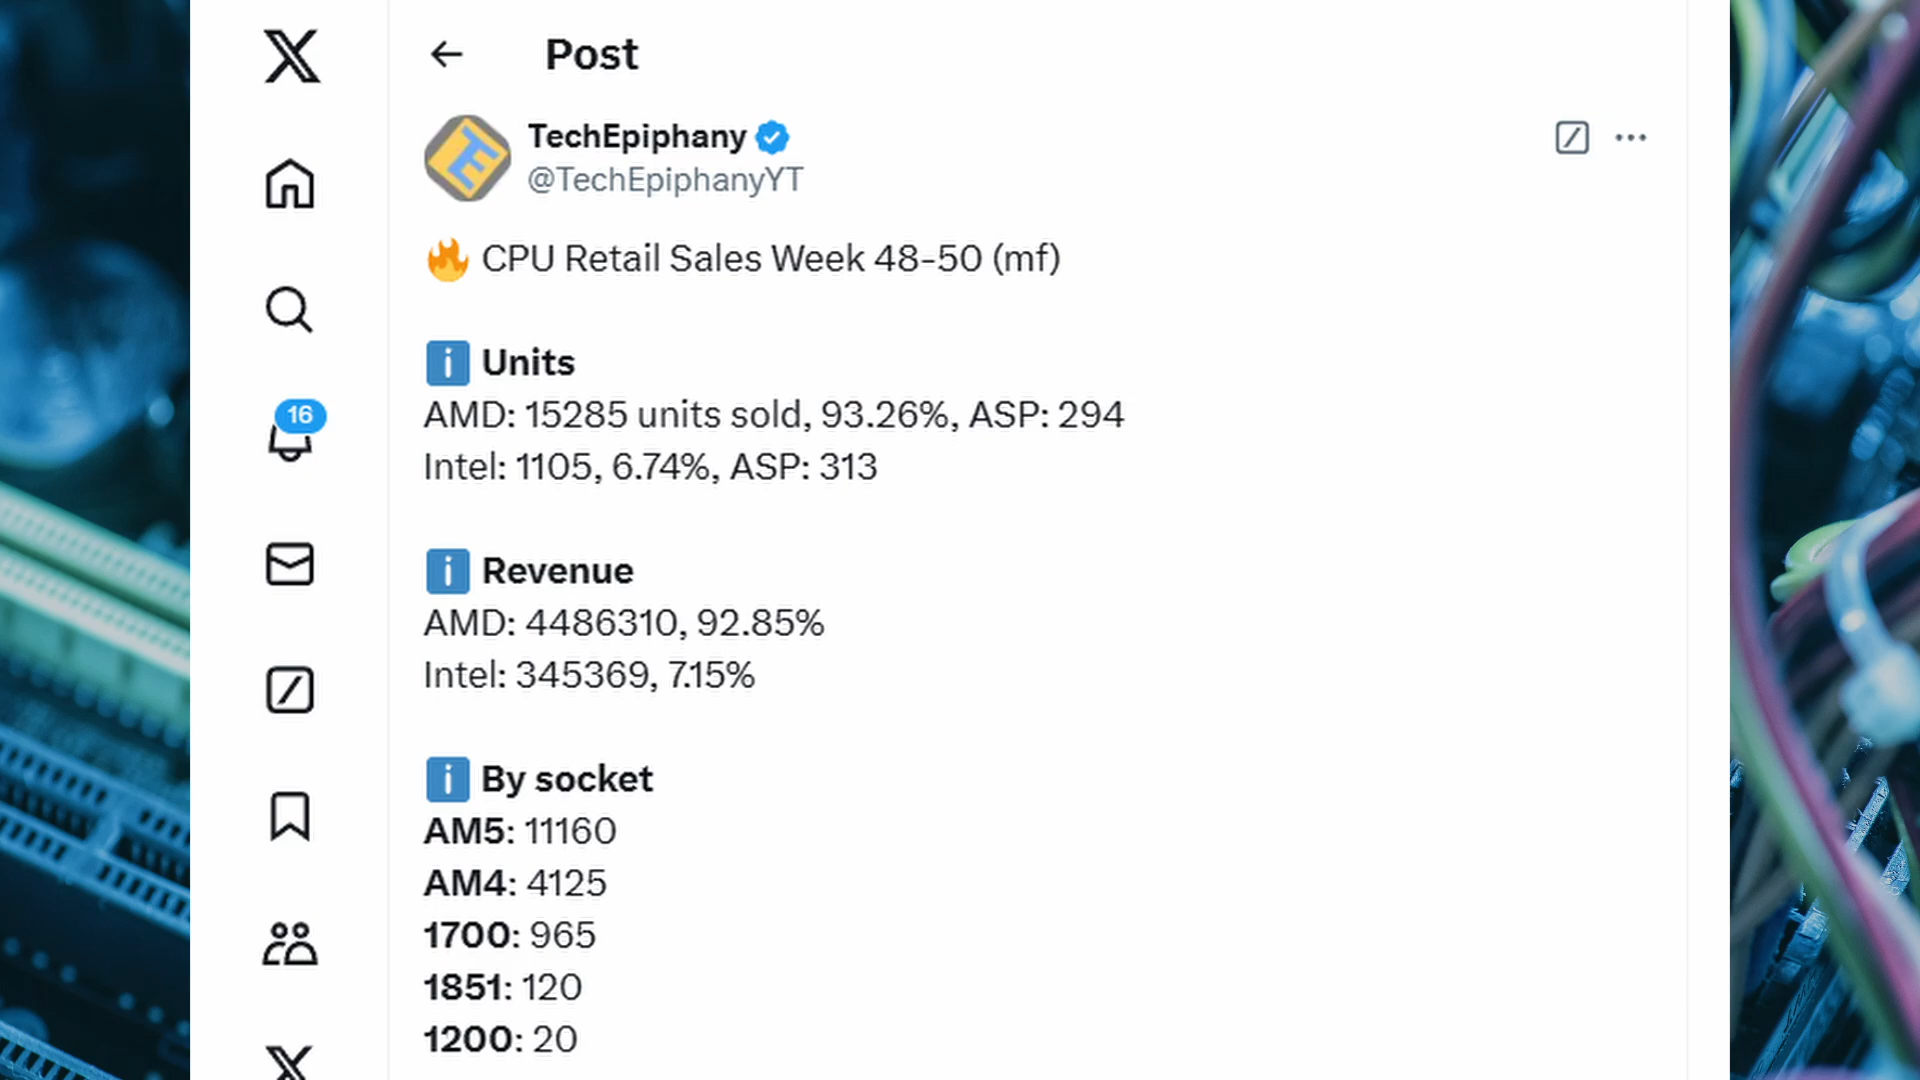 Post
TechEpiphany
@TechEpiphanyYT
🔥 CPU Retail Sales Week 48-50 (mf)
ℹ️ Units
AMD: 15285 units sold, 93.26%, ASP: 294
Intel: 1105, 6.74%, ASP: 313
ℹ️ Revenue
AMD: 4486310, 92.85%
Intel: 345369, 7.15%
ℹ️ By socket
AM5: 11160
AM4: 4125
1700: 965
1851: 120
1200: 20
16